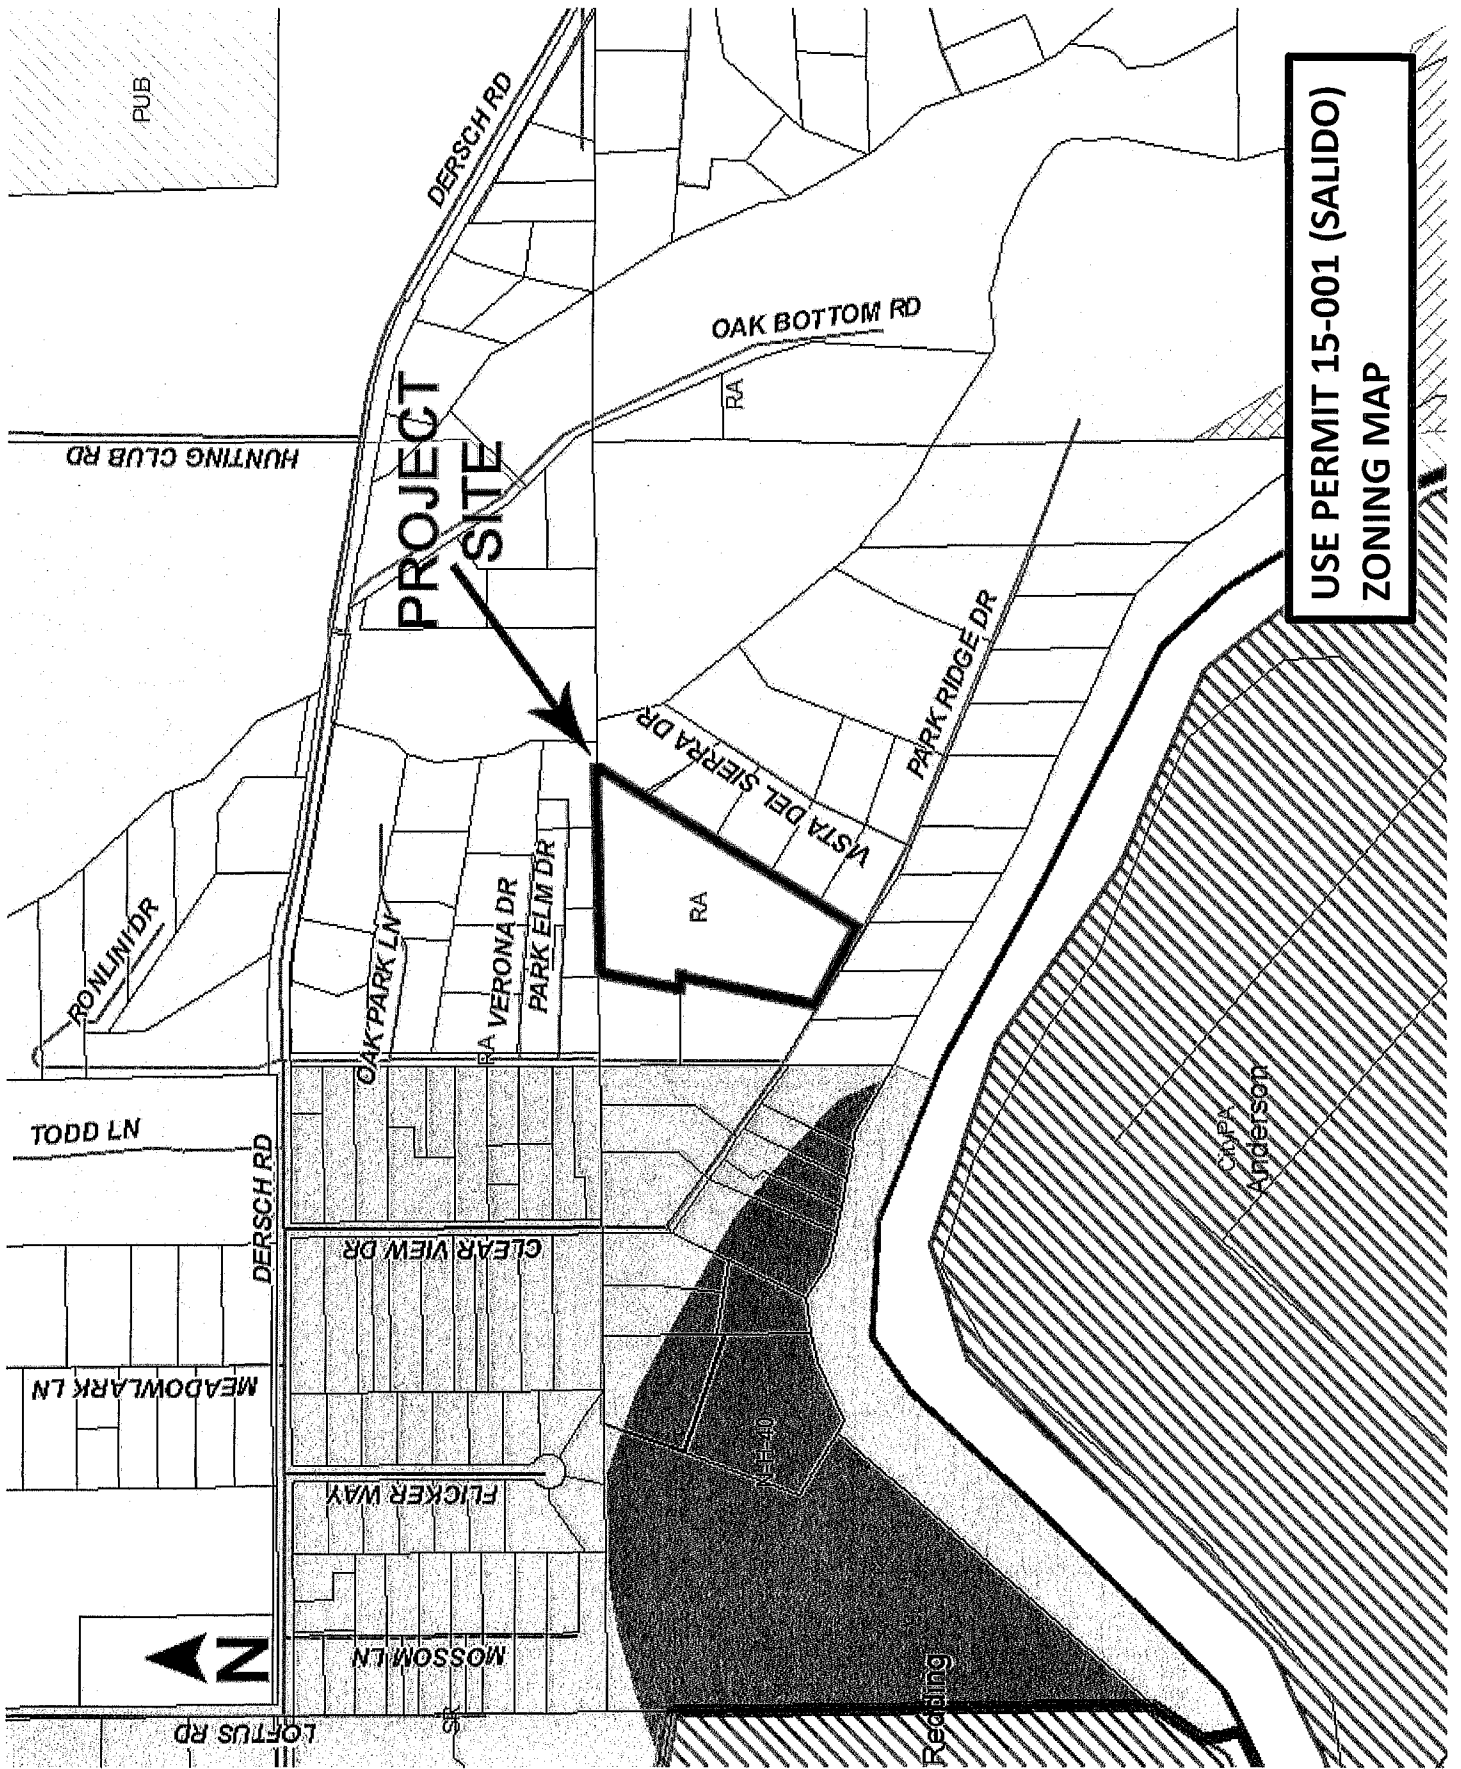 PUB
DERSCH RD
HUNTING CLUB RD
OAK BOTTOM RD
RA
PROJECT
SITE
VISTA DEL SIERRA DR
PARK RIDGE DR
RONLINI DR
OAK PARK LN
RA
VERONA DR
PARK ELM DR
RA
TODD LN
DERSCH RD
CLEAR VIEW DR
MEADOWLARK LN
FLICKER WAY
MOSSOM LN
LOFTUS RD
SR
N
Redding
CityPA
Anderson
USE PERMIT 15-001 (SALIDO)
ZONING MAP